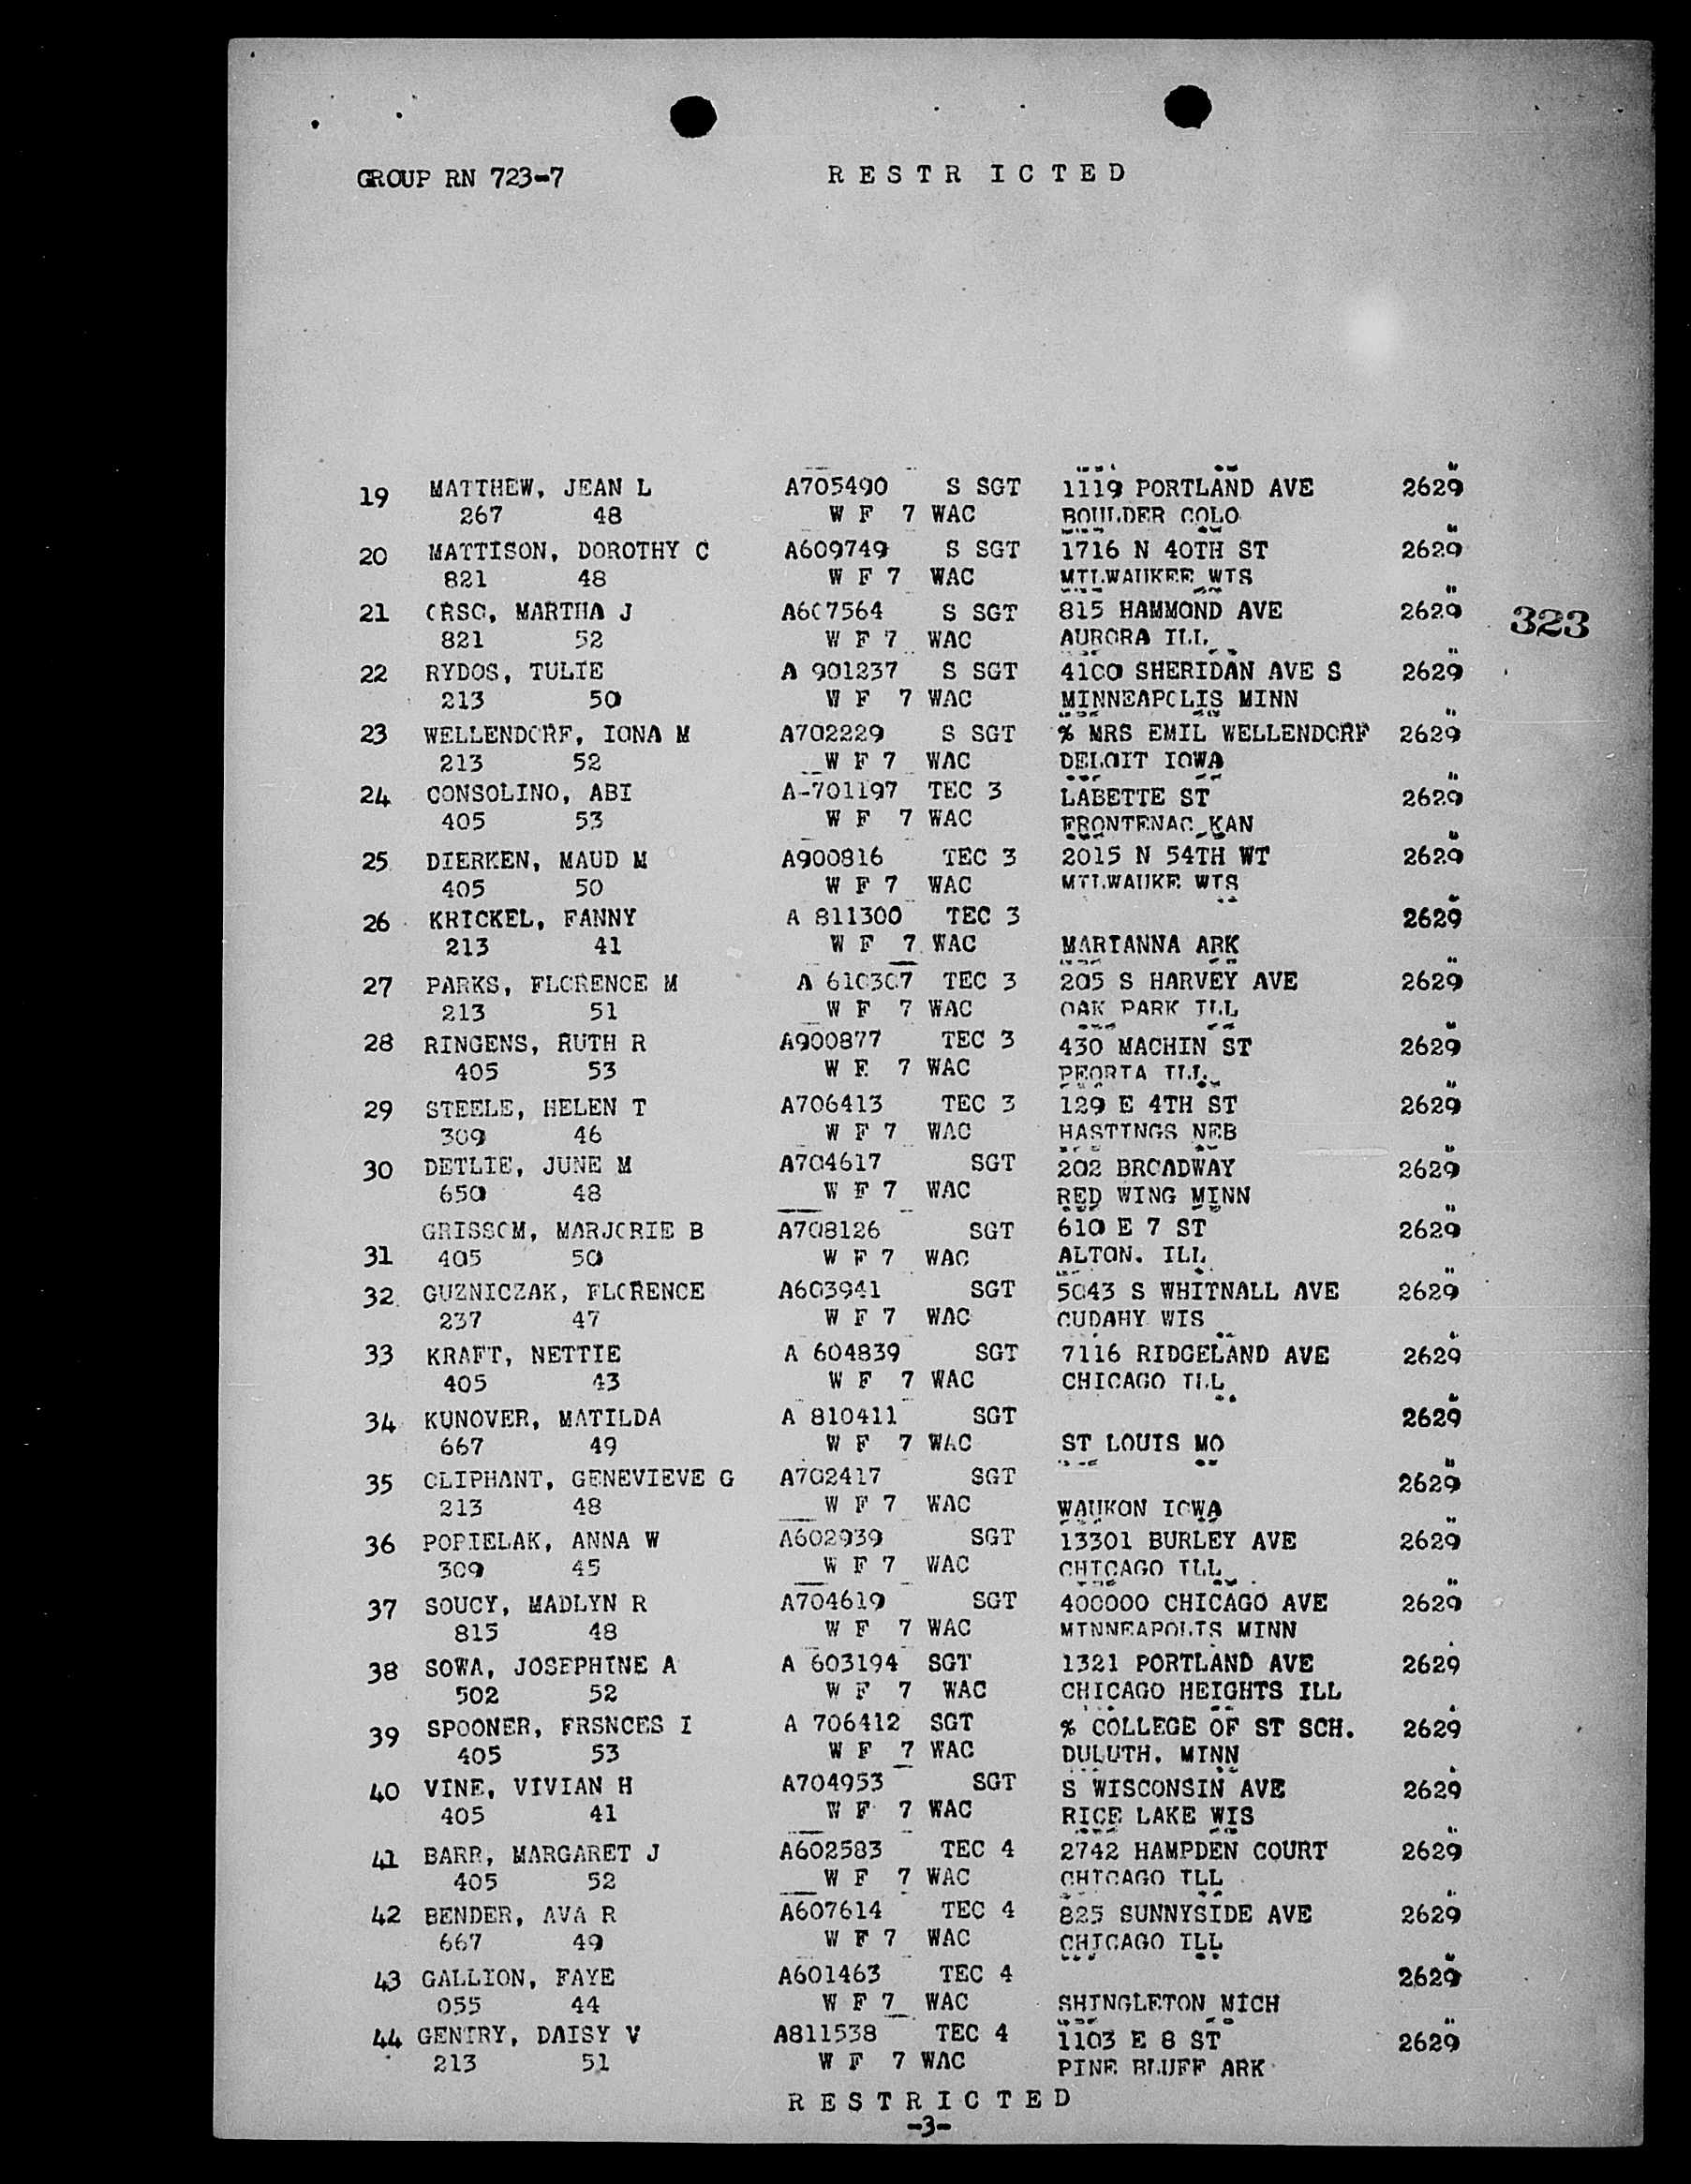 GROUP RN 723-7 RESTRICTED
19 MATTHEW, JEAN L A705490 S SGT 1119 PORTLAND AVE 2629
267 48 W F 7 WAC BOULDER COLO
20 MATTISON, DOROTHY C A609749 S SGT 1716 N 40TH ST 2629
821 48 W F 7 WAC MILWAUKEE WIS
21 ORSO, MARTHA J A607564 S SGT 815 HAMMOND AVE 2629
323
821 52 W F 7 WAC AURORA ILL
22 RYDOS, TULIE A 901237 S SGT 4100 SHERIDAN AVE S 2629
213 50 W F 7 WAC MINNEAPOLIS MINN
23 WELLENDORF, IONA M A702229 S SGT % MRS EMIL WELLENDORF 2629
213 52 W F 7 WAC DELOIT IOWA
24 CONSOLINO, ABI A-701197 TEC 3 LABETTE ST 2629
405 53 W F 7 WAC FRONTENAC KAN
25 DIERKEN, MAUD M A900816 TEC 3 2015 N 54TH WT 2629
405 50 W F 7 WAC MILWAUKE WIS
26 KRICKEL, FANNY A 811300 TEC 3 2629
213 41 W F 7 WAC MARIANNA ARK
27 PARKS, FLORENCE M A 610307 TEC 3 205 S HARVEY AVE 2629
213 51 W F 7 WAC OAK PARK ILL
28 RINGENS, RUTH R A900877 TEC 3 430 MACHIN ST 2629
405 53 W F 7 WAC PEORIA ILL
29 STEELE, HELEN T A706413 TEC 3 129 E 4TH ST 2629
309 46 W F 7 WAC HASTINGS NEB
30 DETLIE, JUNE M A704617 SGT 202 BROADWAY 2629
650 48 W F 7 WAC RED WING MINN
GRISSOM, MARJORIE B A708126 SGT 610 E 7 ST 2629
31 405 50 W F 7 WAC ALTON. ILL
32 GUZNICZAK, FLORENCE A603941 SGT 5043 S WHITNALL AVE 2629
237 47 W F 7 WAC CUDAHY WIS
33 KRAFT, NETTIE A 604839 SGT 7116 RIDGELAND AVE 2629
405 43 W F 7 WAC CHICAGO ILL
34 KUNOVER, MATILDA A 810411 SGT 2629
667 49 W F 7 WAC ST LOUIS MO
35 OLIPHANT, GENEVIEVE G A702417 SGT 2629
213 48 W F 7 WAC WAUKON IOWA
36 POPIELAK, ANNA W A602939 SGT 13301 BURLEY AVE 2629
309 45 W F 7 WAC CHICAGO ILL
37 SOUCY, MADLYN R A704619 SGT 400000 CHICAGO AVE 2629
815 48 W F 7 WAC MINNEAPOLIS MINN
38 SOWA, JOSEPHINE A A 603194 SGT 1321 PORTLAND AVE 2629
502 52 W F 7 WAC CHICAGO HEIGHTS ILL
39 SPOONER, FRSNCES I A 706412 SGT % COLLEGE OF ST SCH. 2629
405 53 W F 7 WAC DULUTH. MINN
40 VINE, VIVIAN H A704953 SGT S WISCONSIN AVE 2629
405 41 W F 7 WAC RICE LAKE WIS
41 BARR, MARGARET J A602583 TEC 4 2742 HAMPDEN COURT 2629
405 52 W F 7 WAC CHICAGO ILL
42 BENDER, AVA R A607614 TEC 4 825 SUNNYSIDE AVE 2629
667 49 W F 7 WAC CHICAGO ILL
43 GALLION, FAYE A601463 TEC 4 2629
055 44 W F 7 WAC SHINGLETON MICH
44 GENTRY, DAISY V A811538 TEC 4 1103 E 8 ST 2629
213 51 W F 7 WAC PINE BLUFF ARK
RESTRICTED
-3-